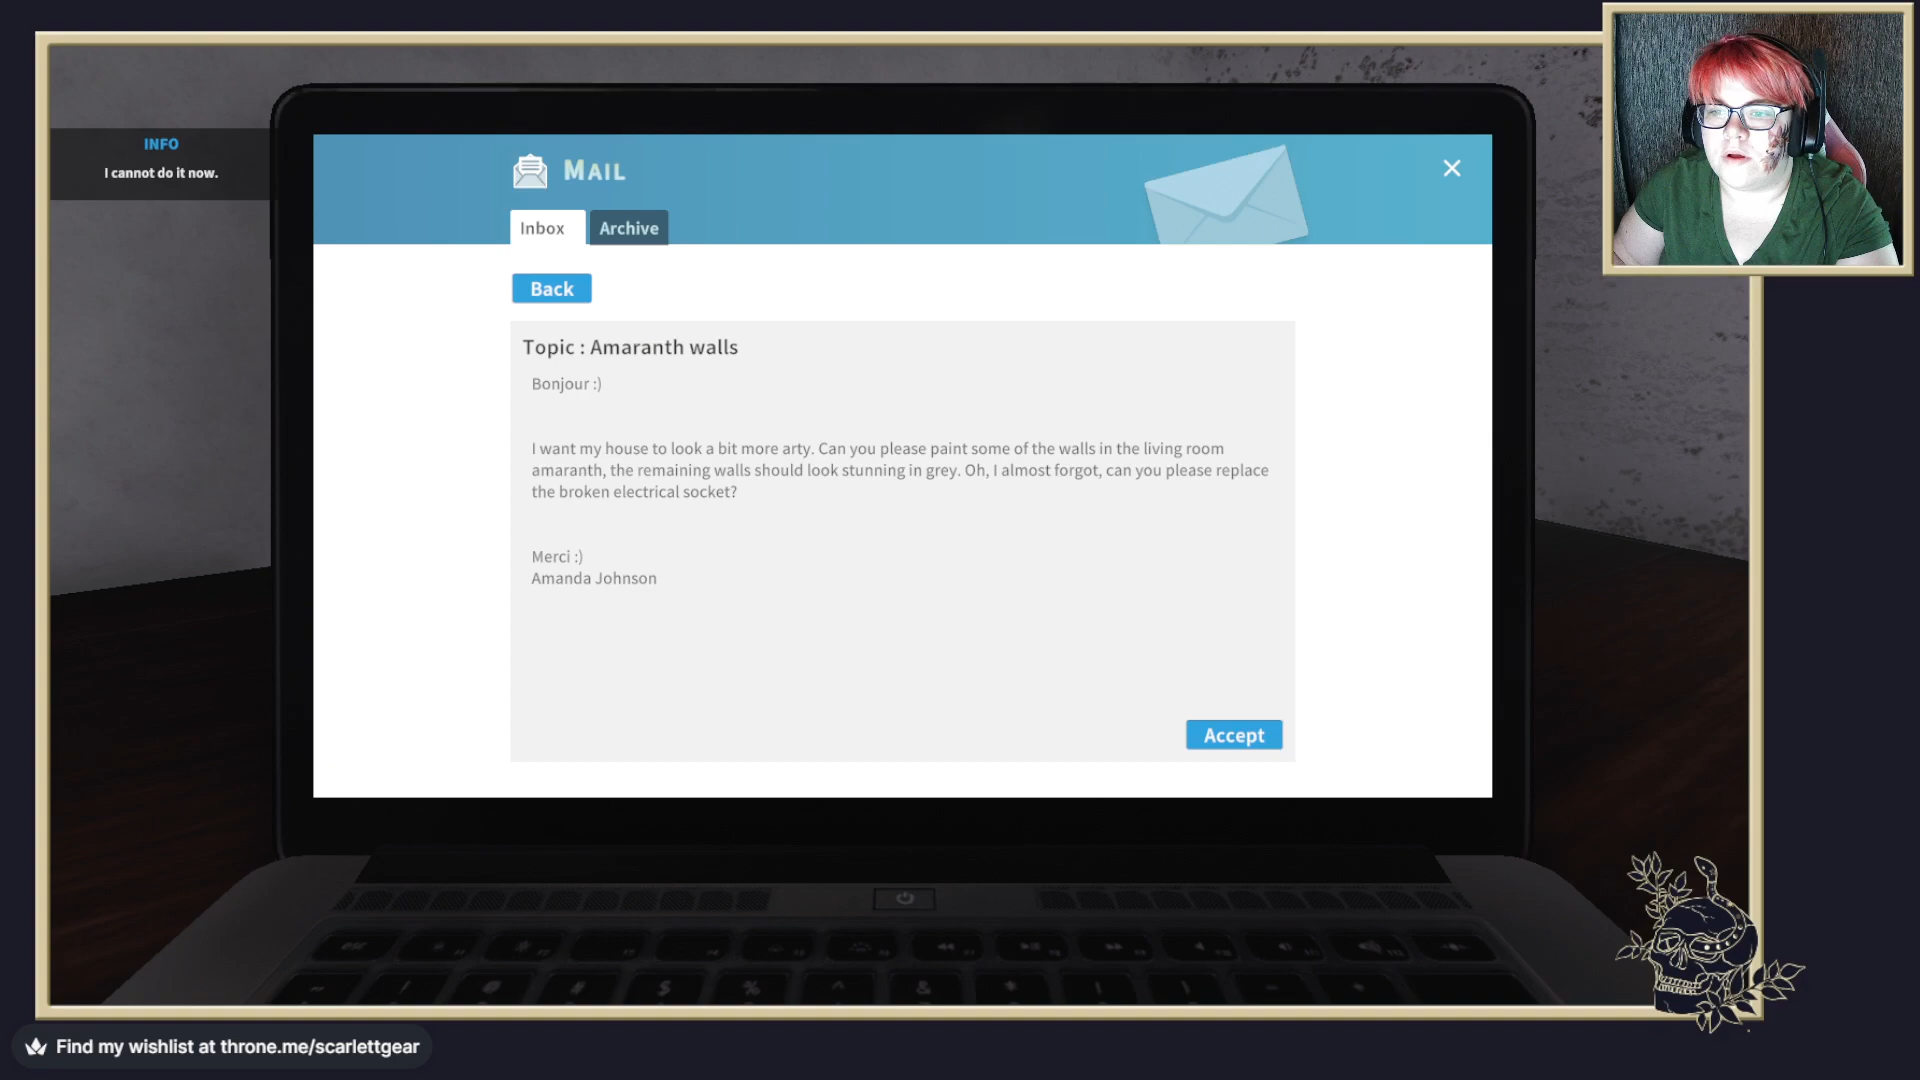 INFO
I cannot do it now.
MAIL
Inbox
Archive
Back
Topic : Amaranth walls
Bonjour :)
I want my house to look a bit more arty. Can you please paint some of the walls in the living room
amaranth, the remaining walls should look stunning in grey. Oh, I almost forgot, can you please replace
the broken electrical socket?
Merci :)
Amanda Johnson
Accept
Find my wishlist at throne.me/scarlettgear